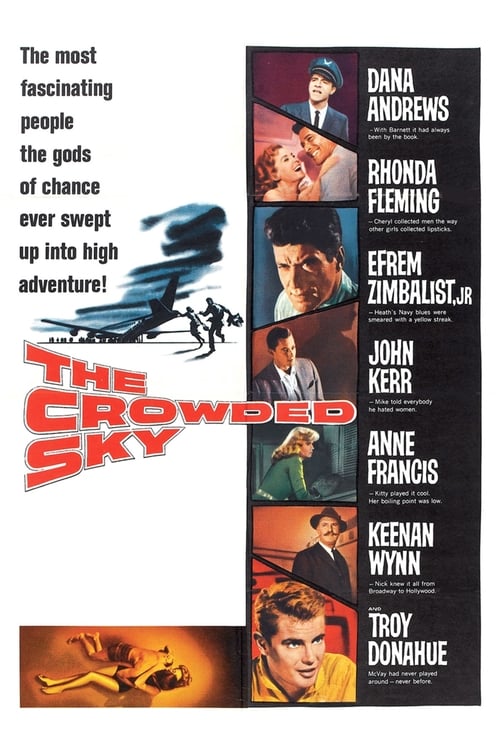 The most
fascinating
people
the gods
of chance
ever swept
up into high
adventure!
THE
CROWDED
SKY
DANA
ANDREWS
—With Barnett it had always
been by the book.
RHONDA
FLEMING
— Cheryl collected men the way
other girls collected lipsticks.
EFREM
ZIMBALIST, JR
— Heath's Navy blues were
smeared with a yellow streak.
JOHN
KERR
— Mike told everybody
he hated women.
ANNE
FRANCIS
— Kitty played it cool.
Her boiling point was low.
KEENAN
WYNN
— Nick knew it all from
Broadway to Hollywood.
AND
TROY
DONAHUE
McVay had never played
around—never before.